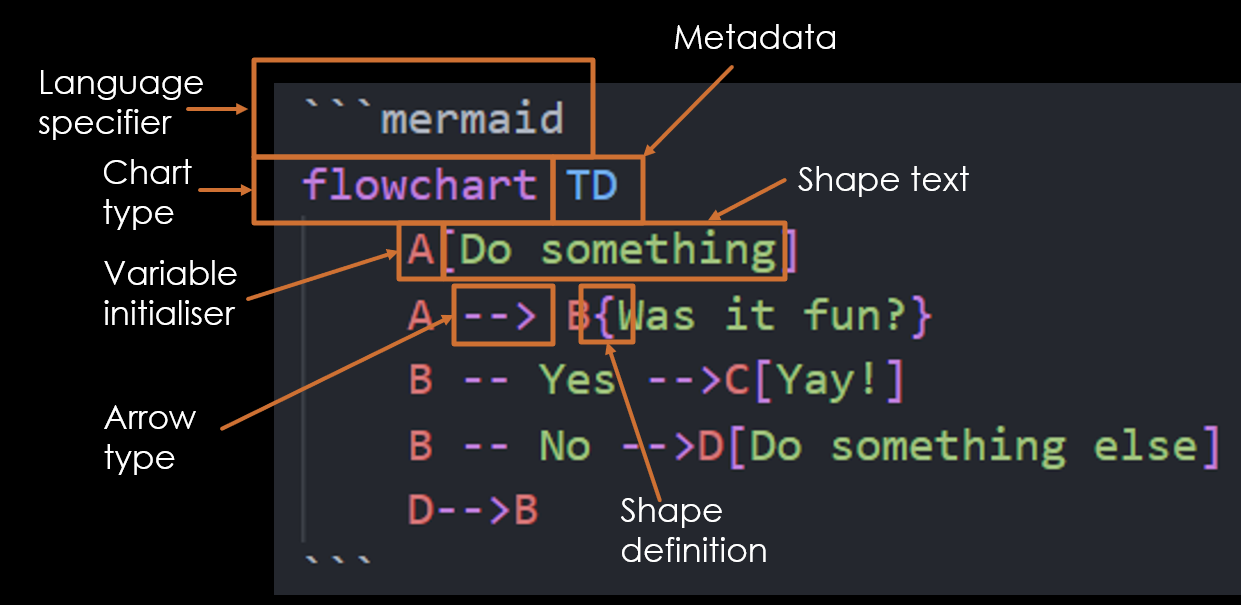 Metadata
Language
specifier
```mermaid
Chart
type
flowchart TD
Shape text
A[Do something]
Variable
initialiser
A --> B{Was it fun?}
B -- Yes -->C[Yay!]
Arrow
type
B -- No -->D[Do something else]
D-->B
Shape
definition
```